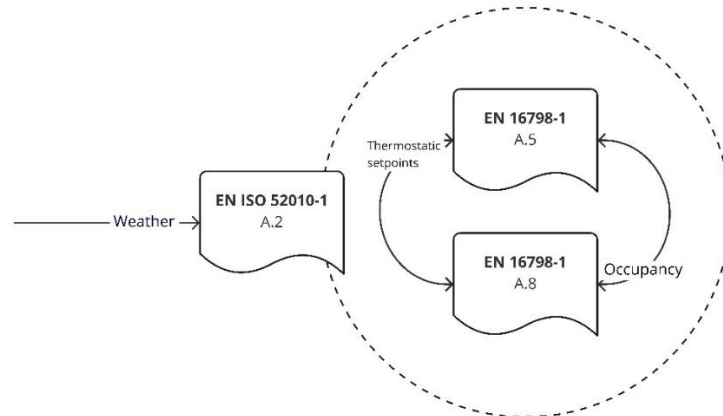 EN 16798-1
A.5
Thermostatic
setpoints
EN ISO 52010-1
A.2
Weather
EN 16798-1
A.8
Occupancy